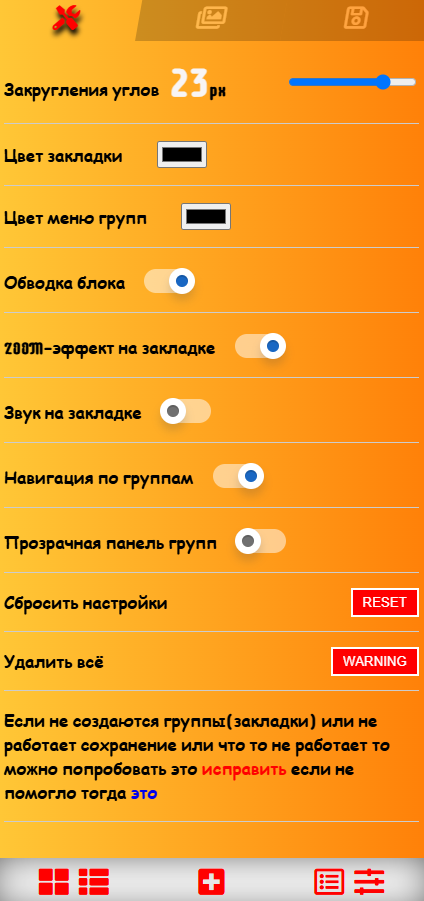 Закругления углов 23px
Цвет закладки
Цвет меню групп
Обводка блока
ZOOM-эффект на закладке
Звук на закладке
Навигация по группам
Прозрачная панель групп
Сбросить настройки RESET
Удалить всё WARNING
Если не создаются группы(закладки) или не
работает сохранение или что то не работает то
можно попробовать это исправить если не
помогло тогда это